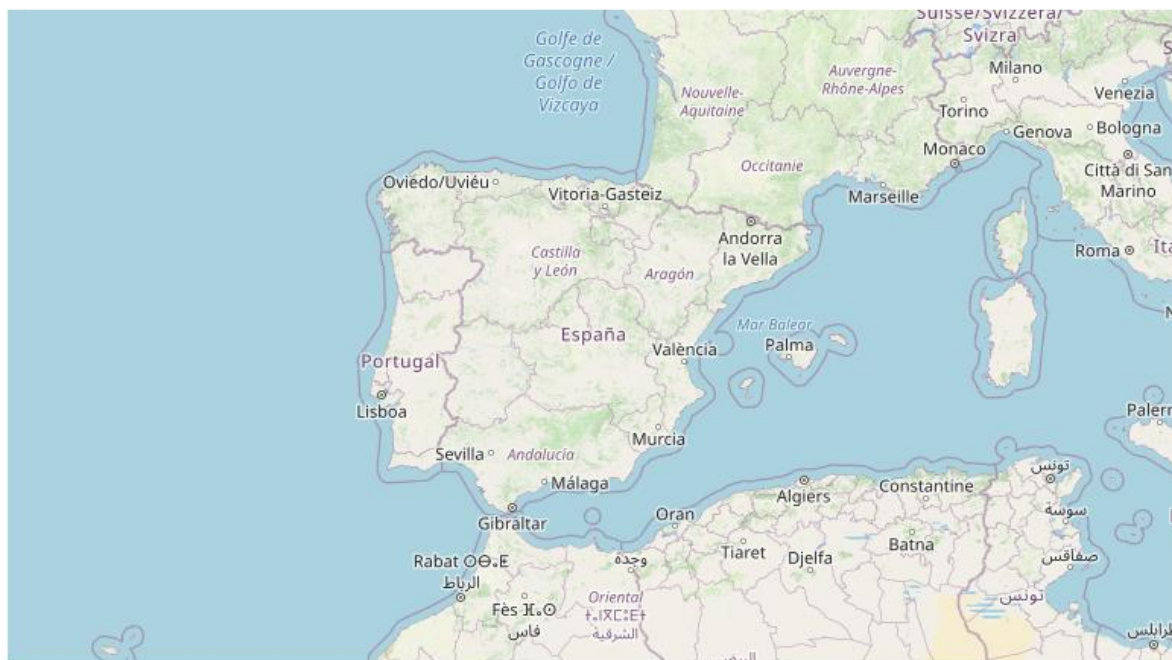 Suisse/Svizzera/
Svizra
Golfe de
Gascogne /
Golfo de
Vizcaya
Milano
Auvergne-
Rhône-Alpes
Nouvelle-
Aquitaine
Venezia
Torino
Genova
Bologna
Monaco
Occitanie
Città di San
Marino
Oviedo/Uviéu
Vitoria-Gasteiz
Marseille
Andorra
la Vella
Castilla
y León
Aragón
Roma
Mar Balear
España
Palma
València
Portugal
Lisboa
Murcia
Sevilla
Andalucía
Málaga
Gibraltar
Algiers
Constantine
تونس
Oran
سوسة
Tiaret
Djelfa
Batna
صفاقس
وجدة
Rabat ⵔⴱⴰⵟ
الرباط
Oriental
الشرقية
Fès ⴼⴰⵙ
فاس
تونس
طرابلس